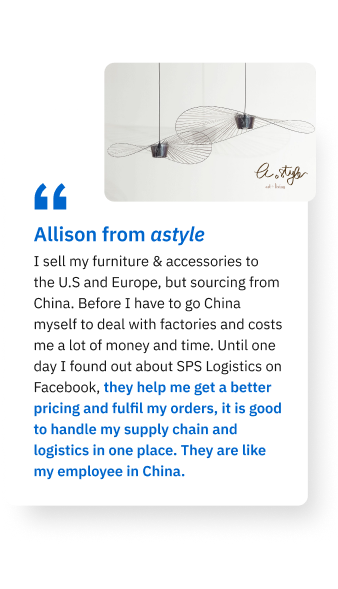 a.style
“
Allison from astyle
I sell my furniture & accessories to
the U.S and Europe, but sourcing from
China. Before I have to go China
myself to deal with factories and costs
me a lot of money and time. Until one
day I found out about SPS Logistics on
Facebook, they help me get a better
pricing and fulfil my orders, it is good
to handle my supply chain and
logistics in one place. They are like
my employee in China.